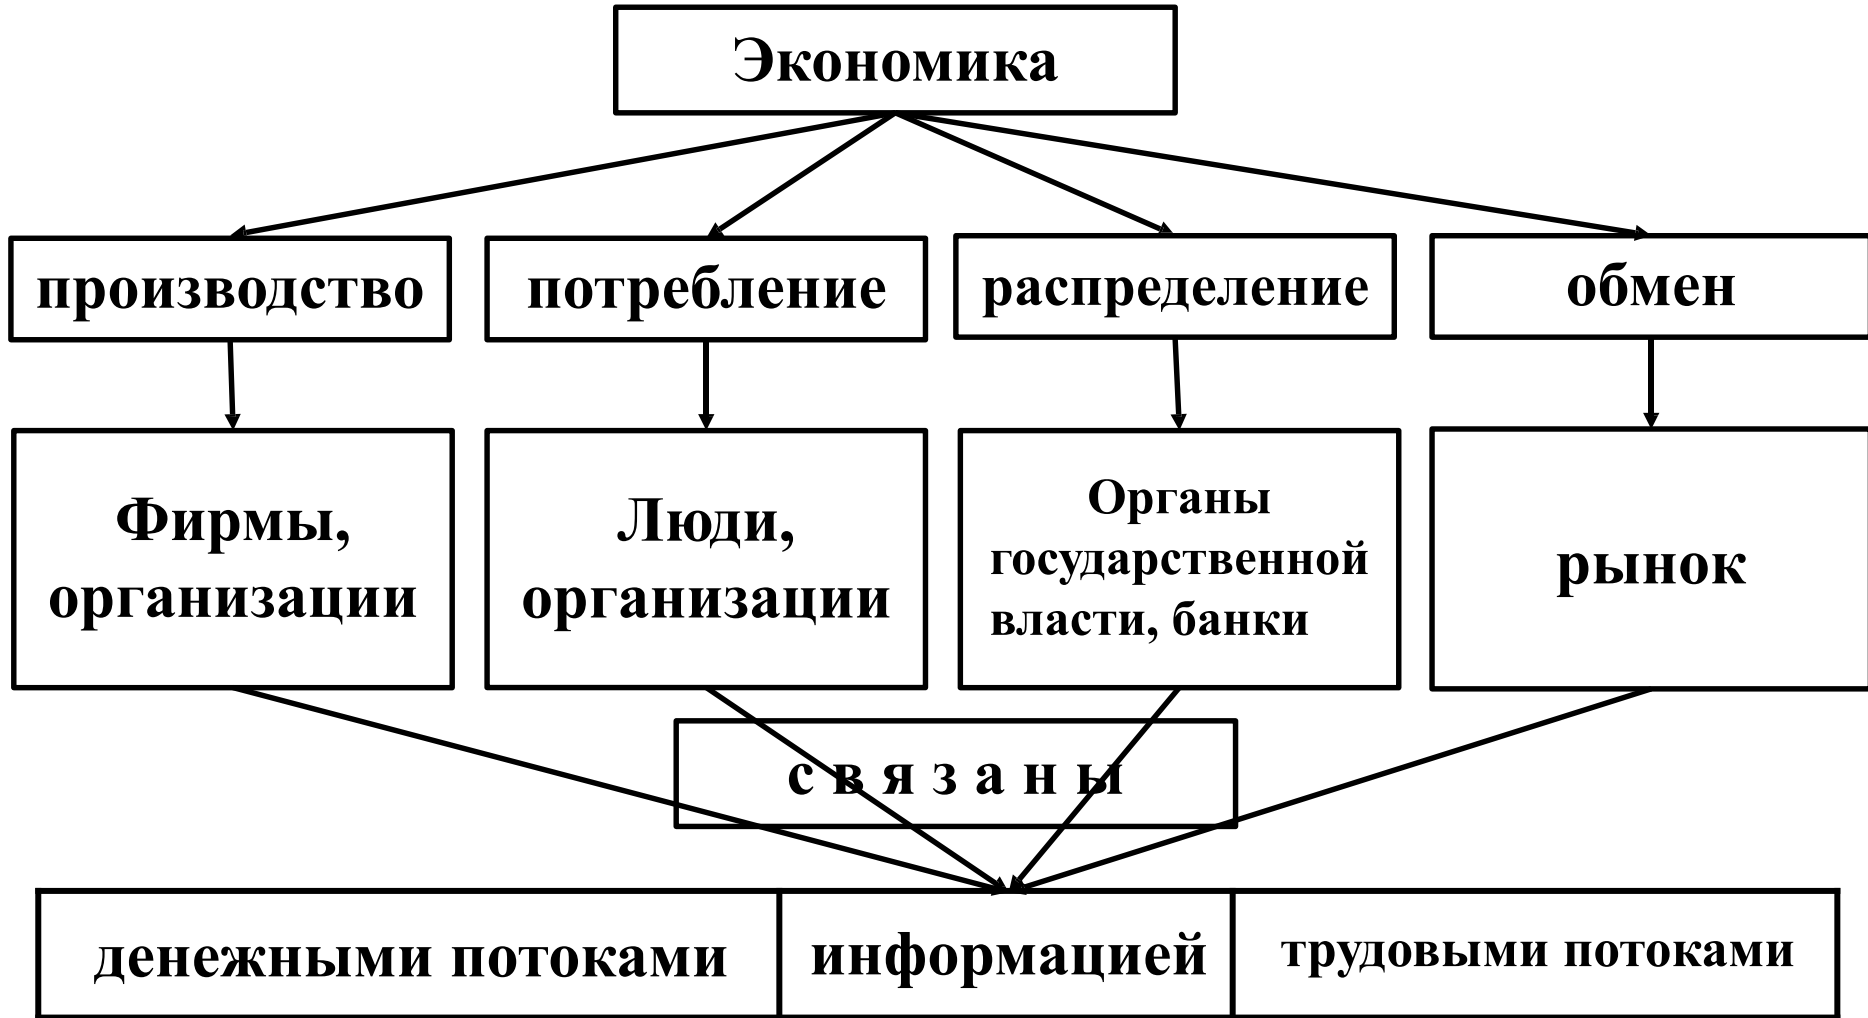 Экономика
производство
потребление
распределение
обмен
Фирмы,
организации
Люди,
организации
Органы
государственной
власти, банки
рынок
с в я з а н ы
денежными потоками
информацией
трудовыми потоками